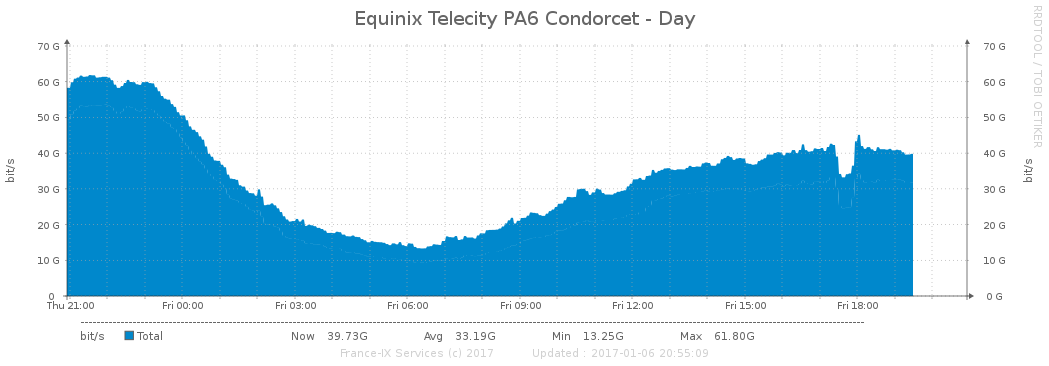 Equinix Telecity PA6 Condorcet - Day
RRDTOOL / TOBI OETIKER
bit/s
bit/s
70 G 70 G
60 G 60 G
50 G 50 G
40 G 40 G
30 G 30 G
20 G 20 G
10 G 10 G
0 0 G
Thu 21:00 Fri 00:00 Fri 03:00 Fri 06:00 Fri 09:00 Fri 12:00 Fri 15:00 Fri 18:00
bit/s Total Now 39.73G Avg 33.19G Min 13.25G Max 61.80G
France-IX Services (c) 2017 Updated : 2017-01-06 20:55:09